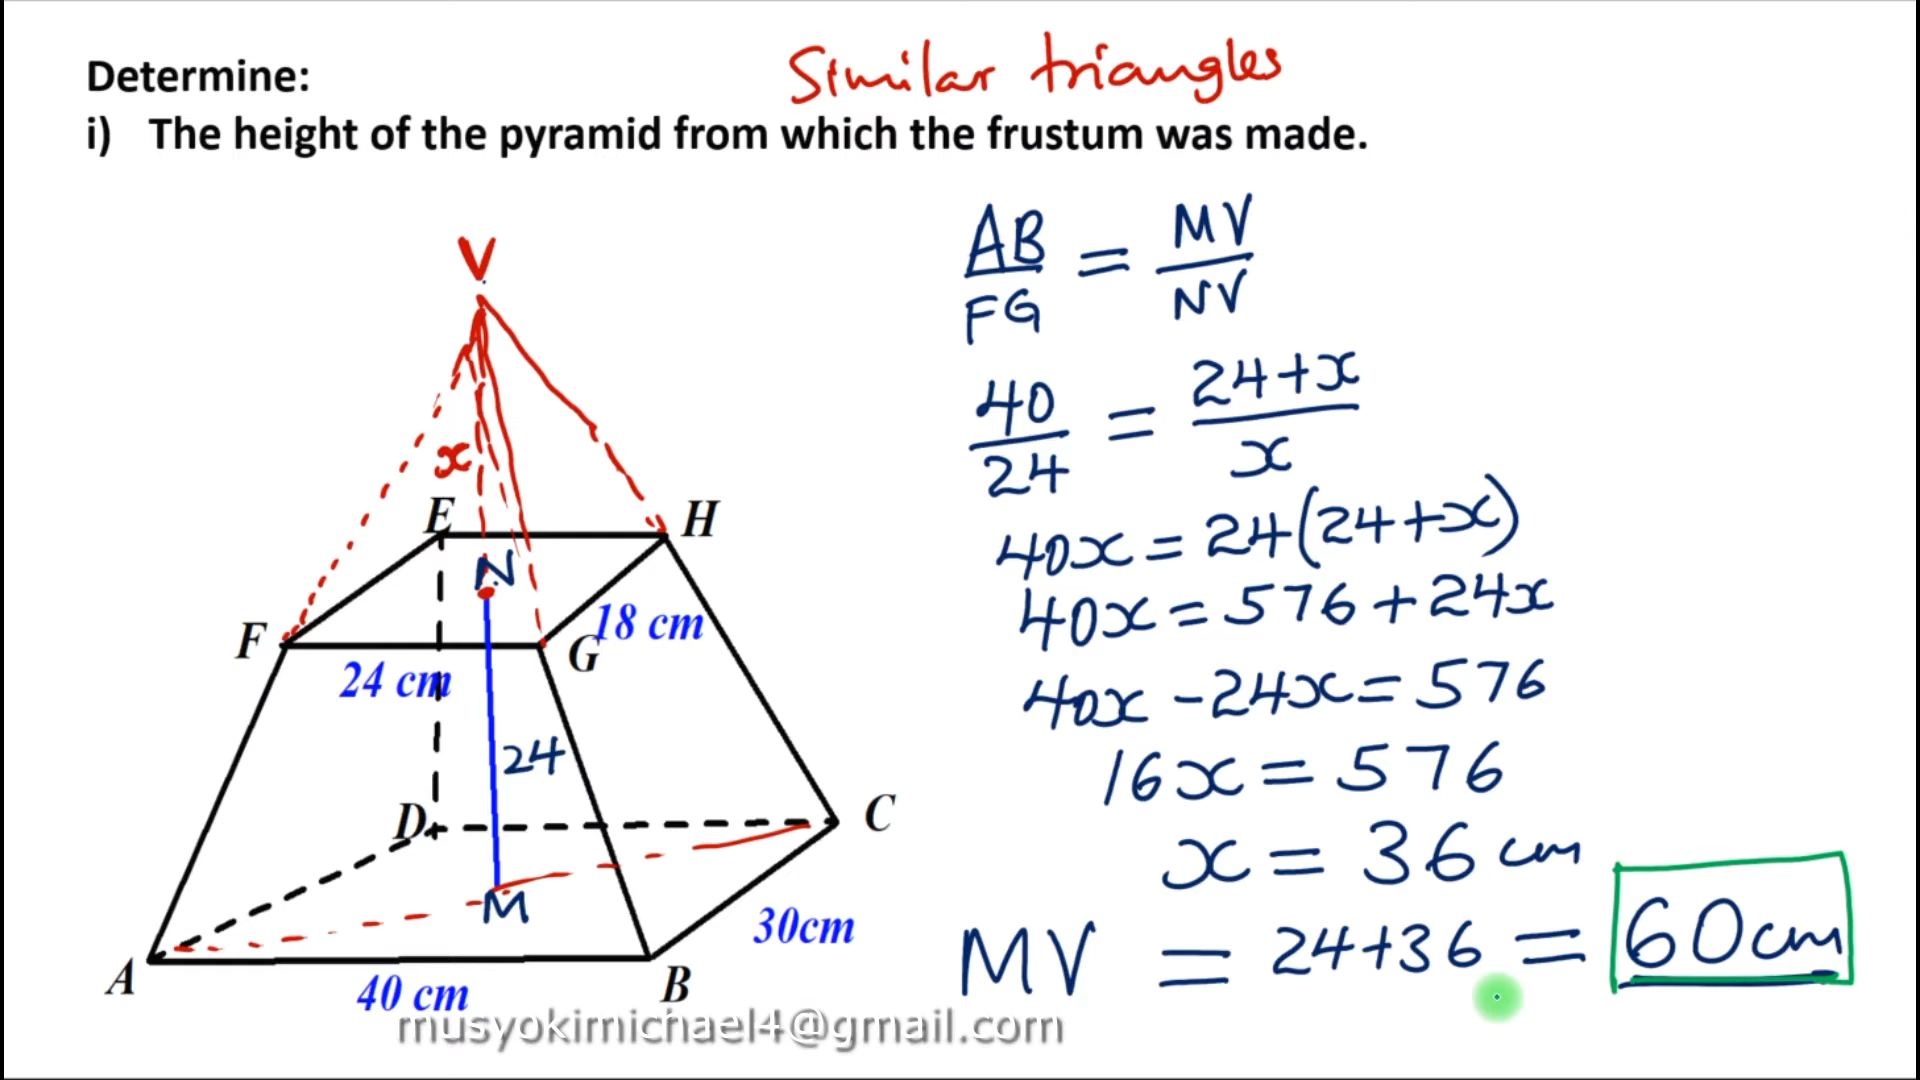 Determine:
Similar triangles
i) The height of the pyramid from which the frustum was made.
AB/FG = MV/NV
40/24 = 24+x/x
40x = 24(24+x)
40x = 576 + 24x
40x - 24x = 576
16x = 576
x = 36 cm
MV = 24+36 = 60cm
V
x
E
H
N
F
G
18 cm
24 cm
24
D
C
M
30cm
A
B
40 cm
musyokimichael4@gmail.com